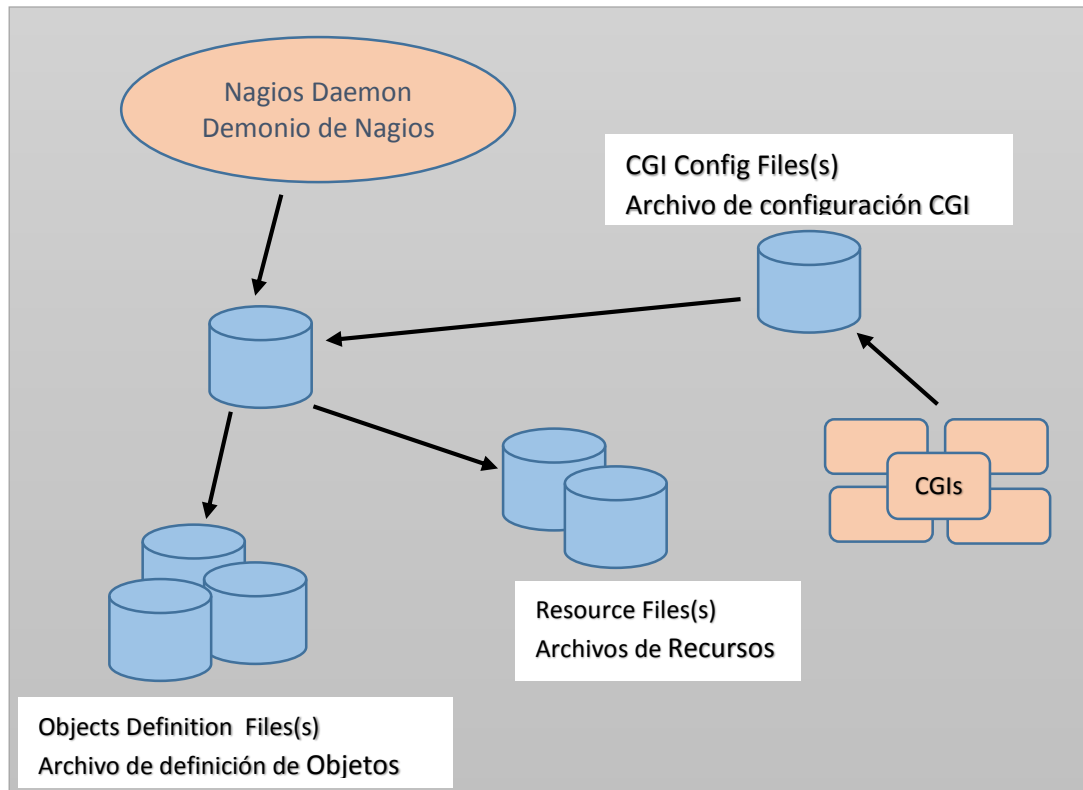 Nagios Daemon
Demonio de Nagios
CGI Config Files(s)
Archivo de configuración CGI
CGIs
Resource Files(s)
Archivos de Recursos
Objects Definition Files(s)
Archivo de definición de Objetos